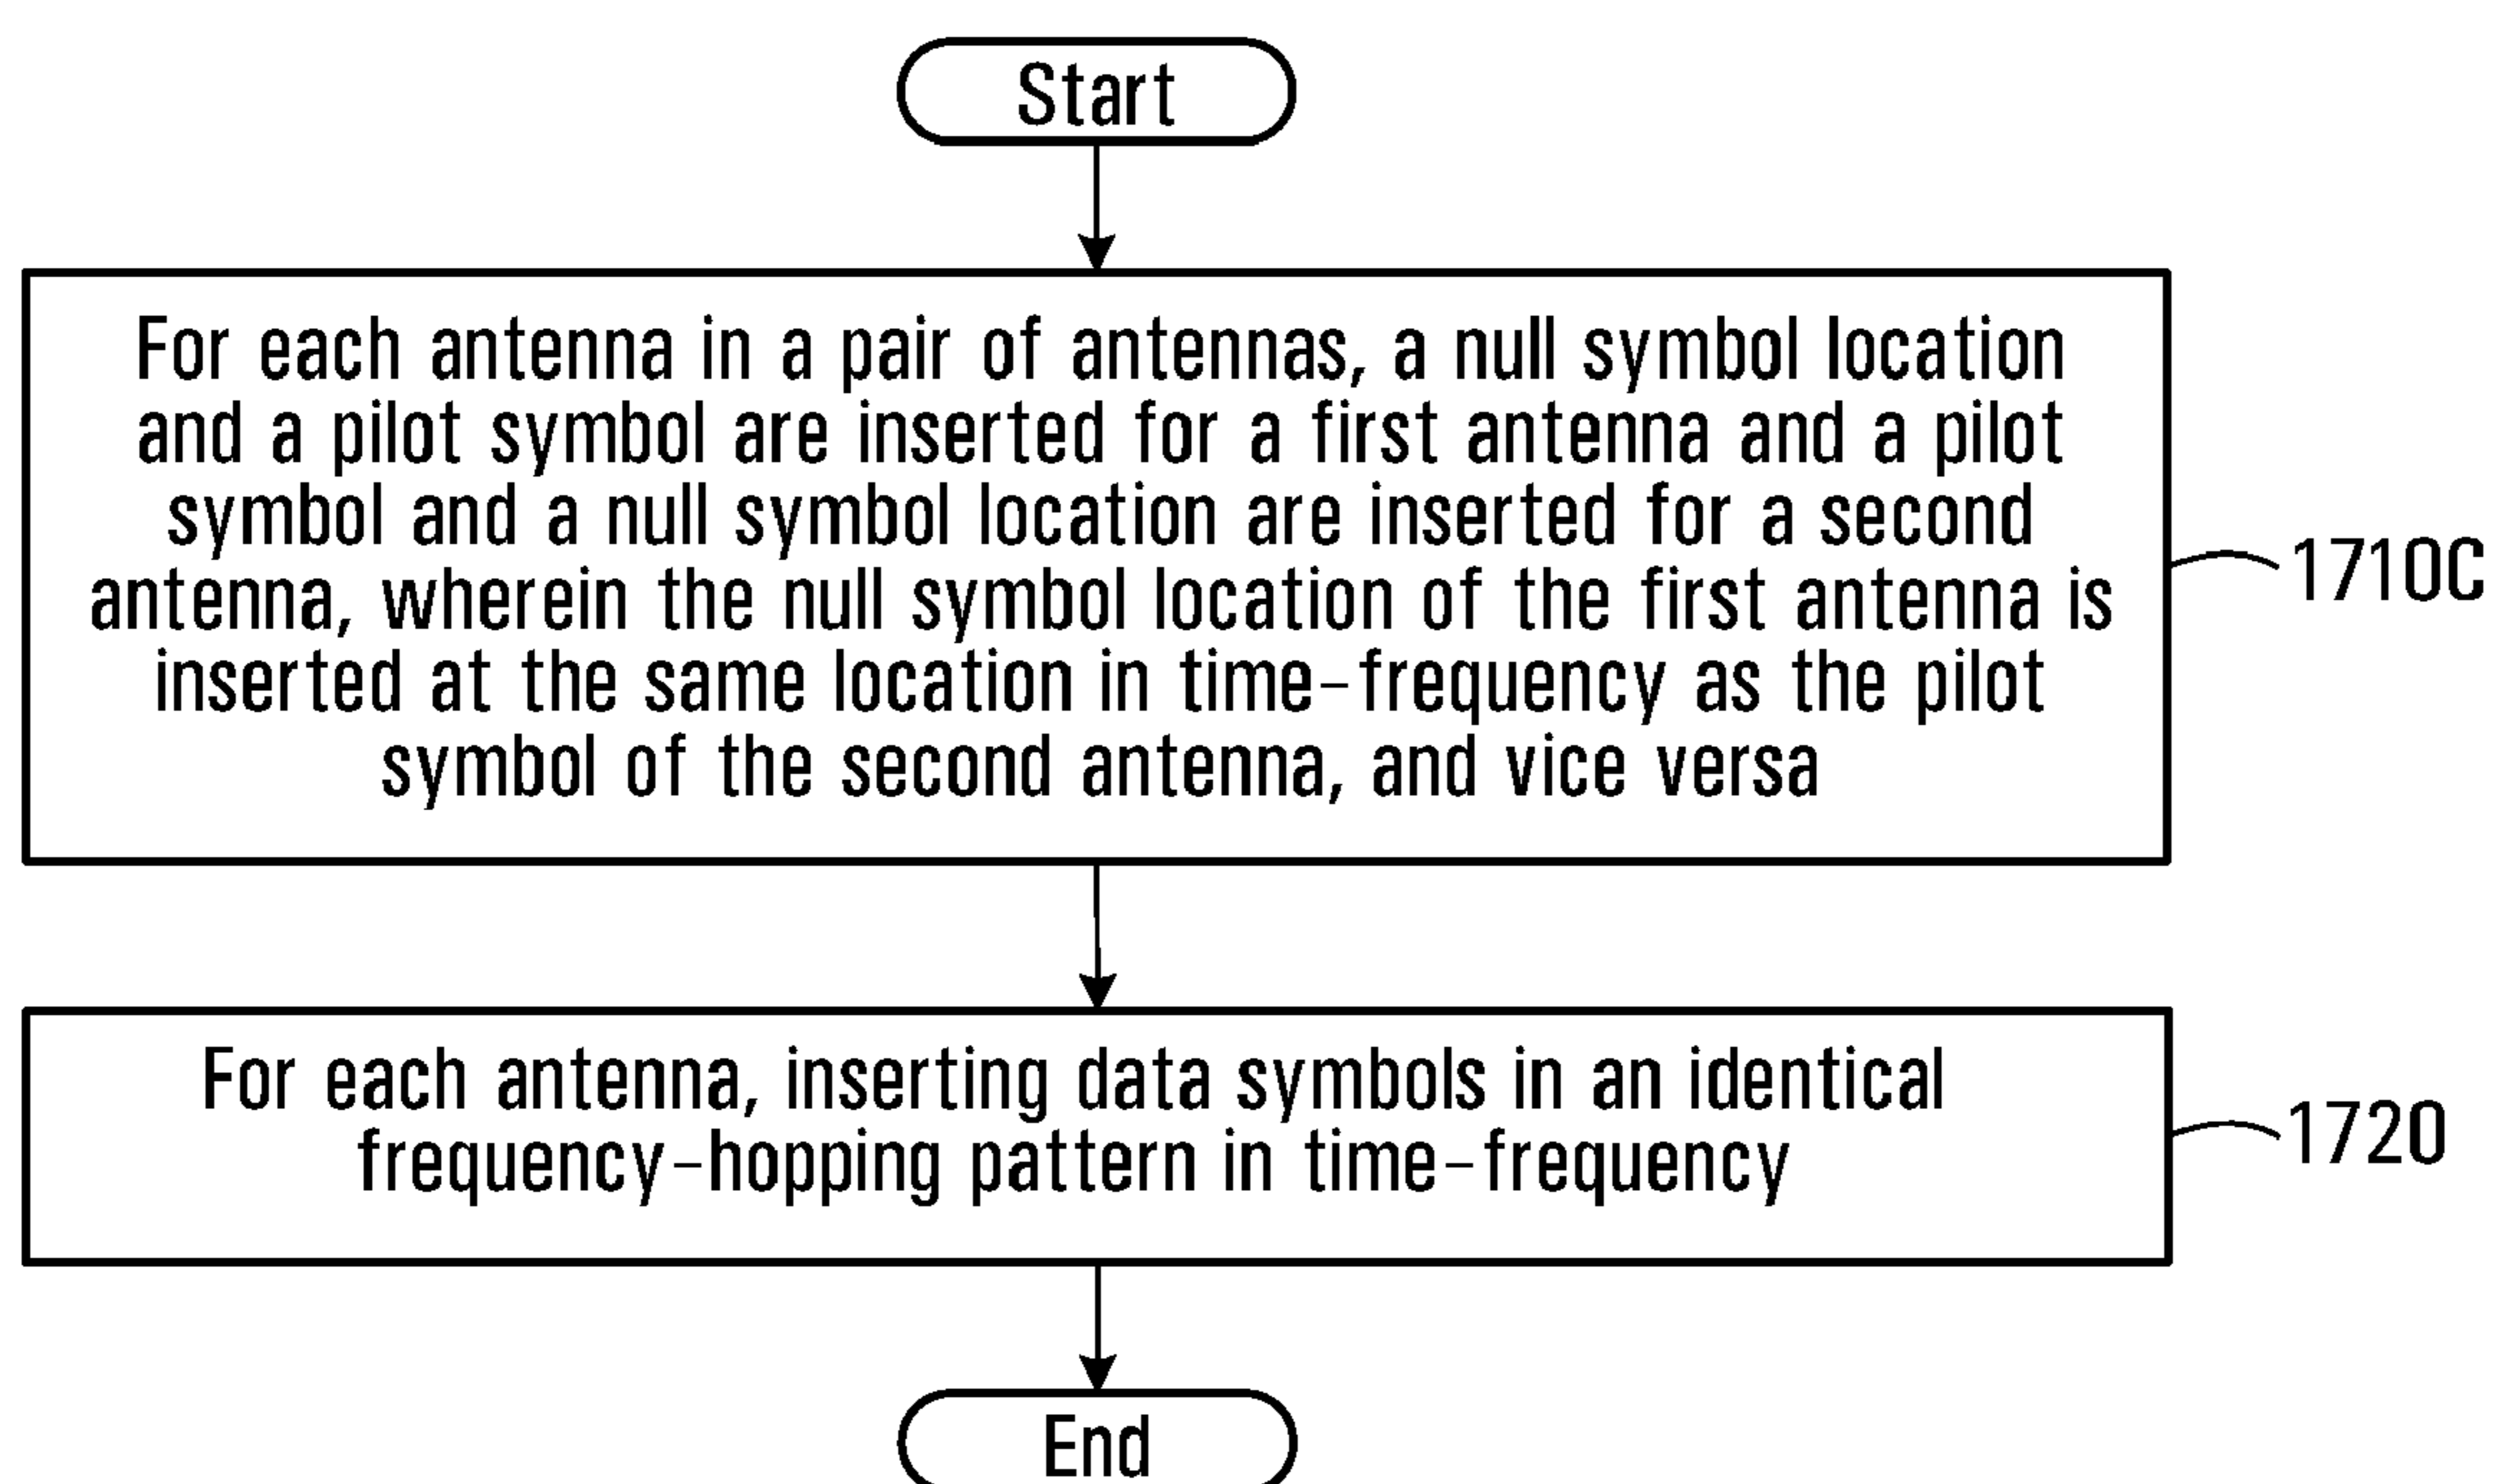 Start
For each antenna in a pair of antennas, a null symbol location
and a pilot symbol are inserted for a first antenna and a pilot
symbol and a null symbol location are inserted for a second
antenna, wherein the null symbol location of the first antenna is
inserted at the same location in time-frequency as the pilot
symbol of the second antenna, and vice versa
1710C
For each antenna, inserting data symbols in an identical
frequency-hopping pattern in time-frequency
1720
End